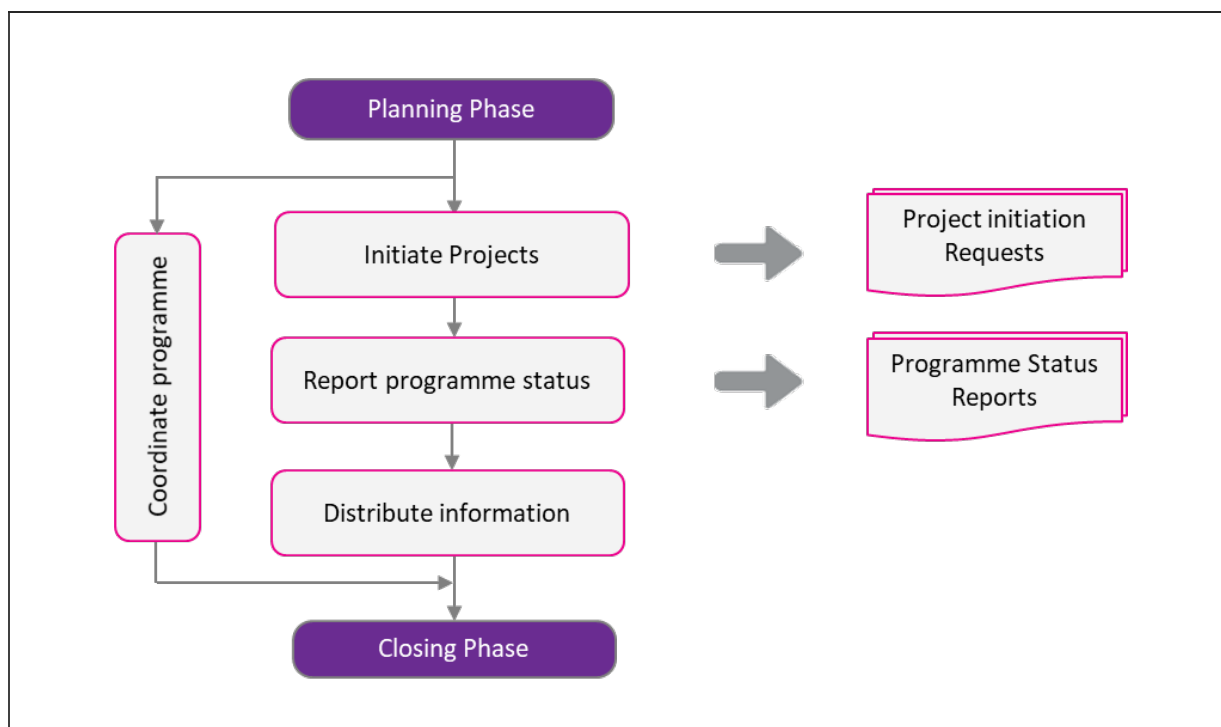 Planning Phase
Initiate Projects
Project initiation
Requests
Coordinate programme
Report programme status
Programme Status
Reports
Distribute information
Closing Phase